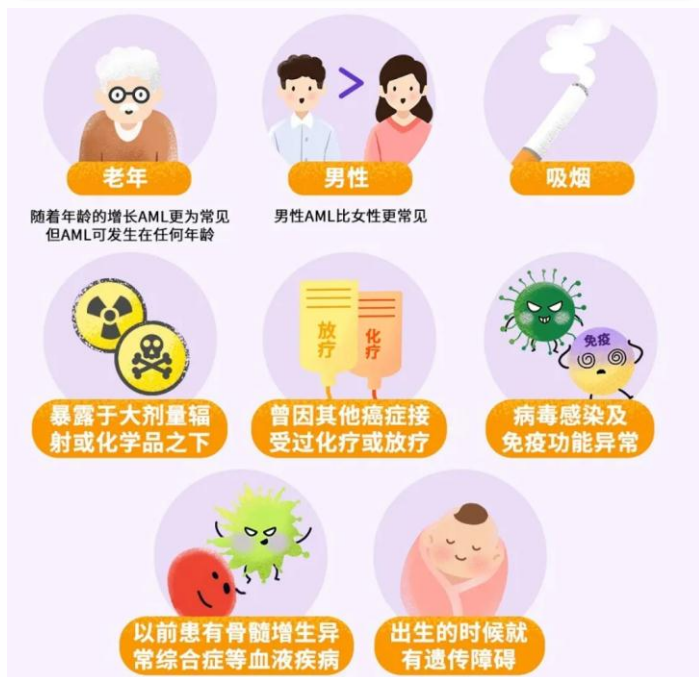 老年
男性
吸烟
随着年龄的增长AML更为常见
但AML可发生在任何年龄
男性AML比女性更常见
放疗
化疗
免疫
暴露于大剂量辐
射或化学品之下
曾因其他癌症接
受过化疗或放疗
病毒感染及
免疫功能异常
以前患有骨髓增生异
常综合症等血液疾病
出生的时候就
有遗传障碍